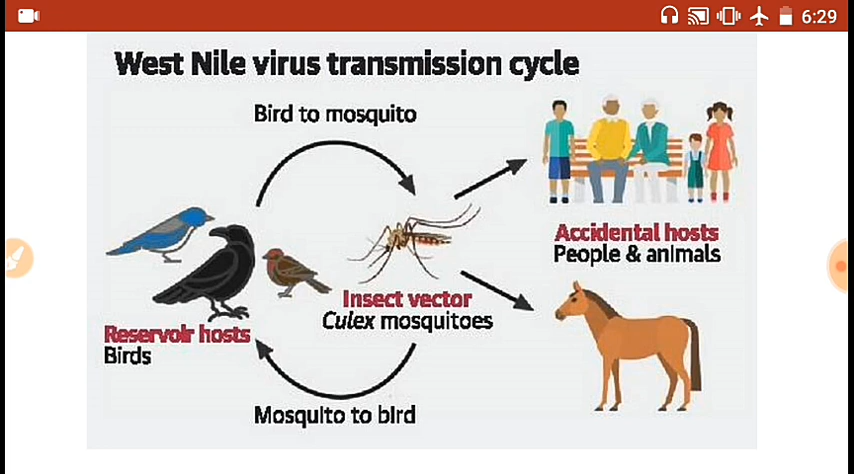 6:29
West Nile virus transmission cycle
Bird to mosquito
Accidental hosts
People & animals
Insect vector
Culex mosquitoes
Reservoir hosts
Birds
Mosquito to bird